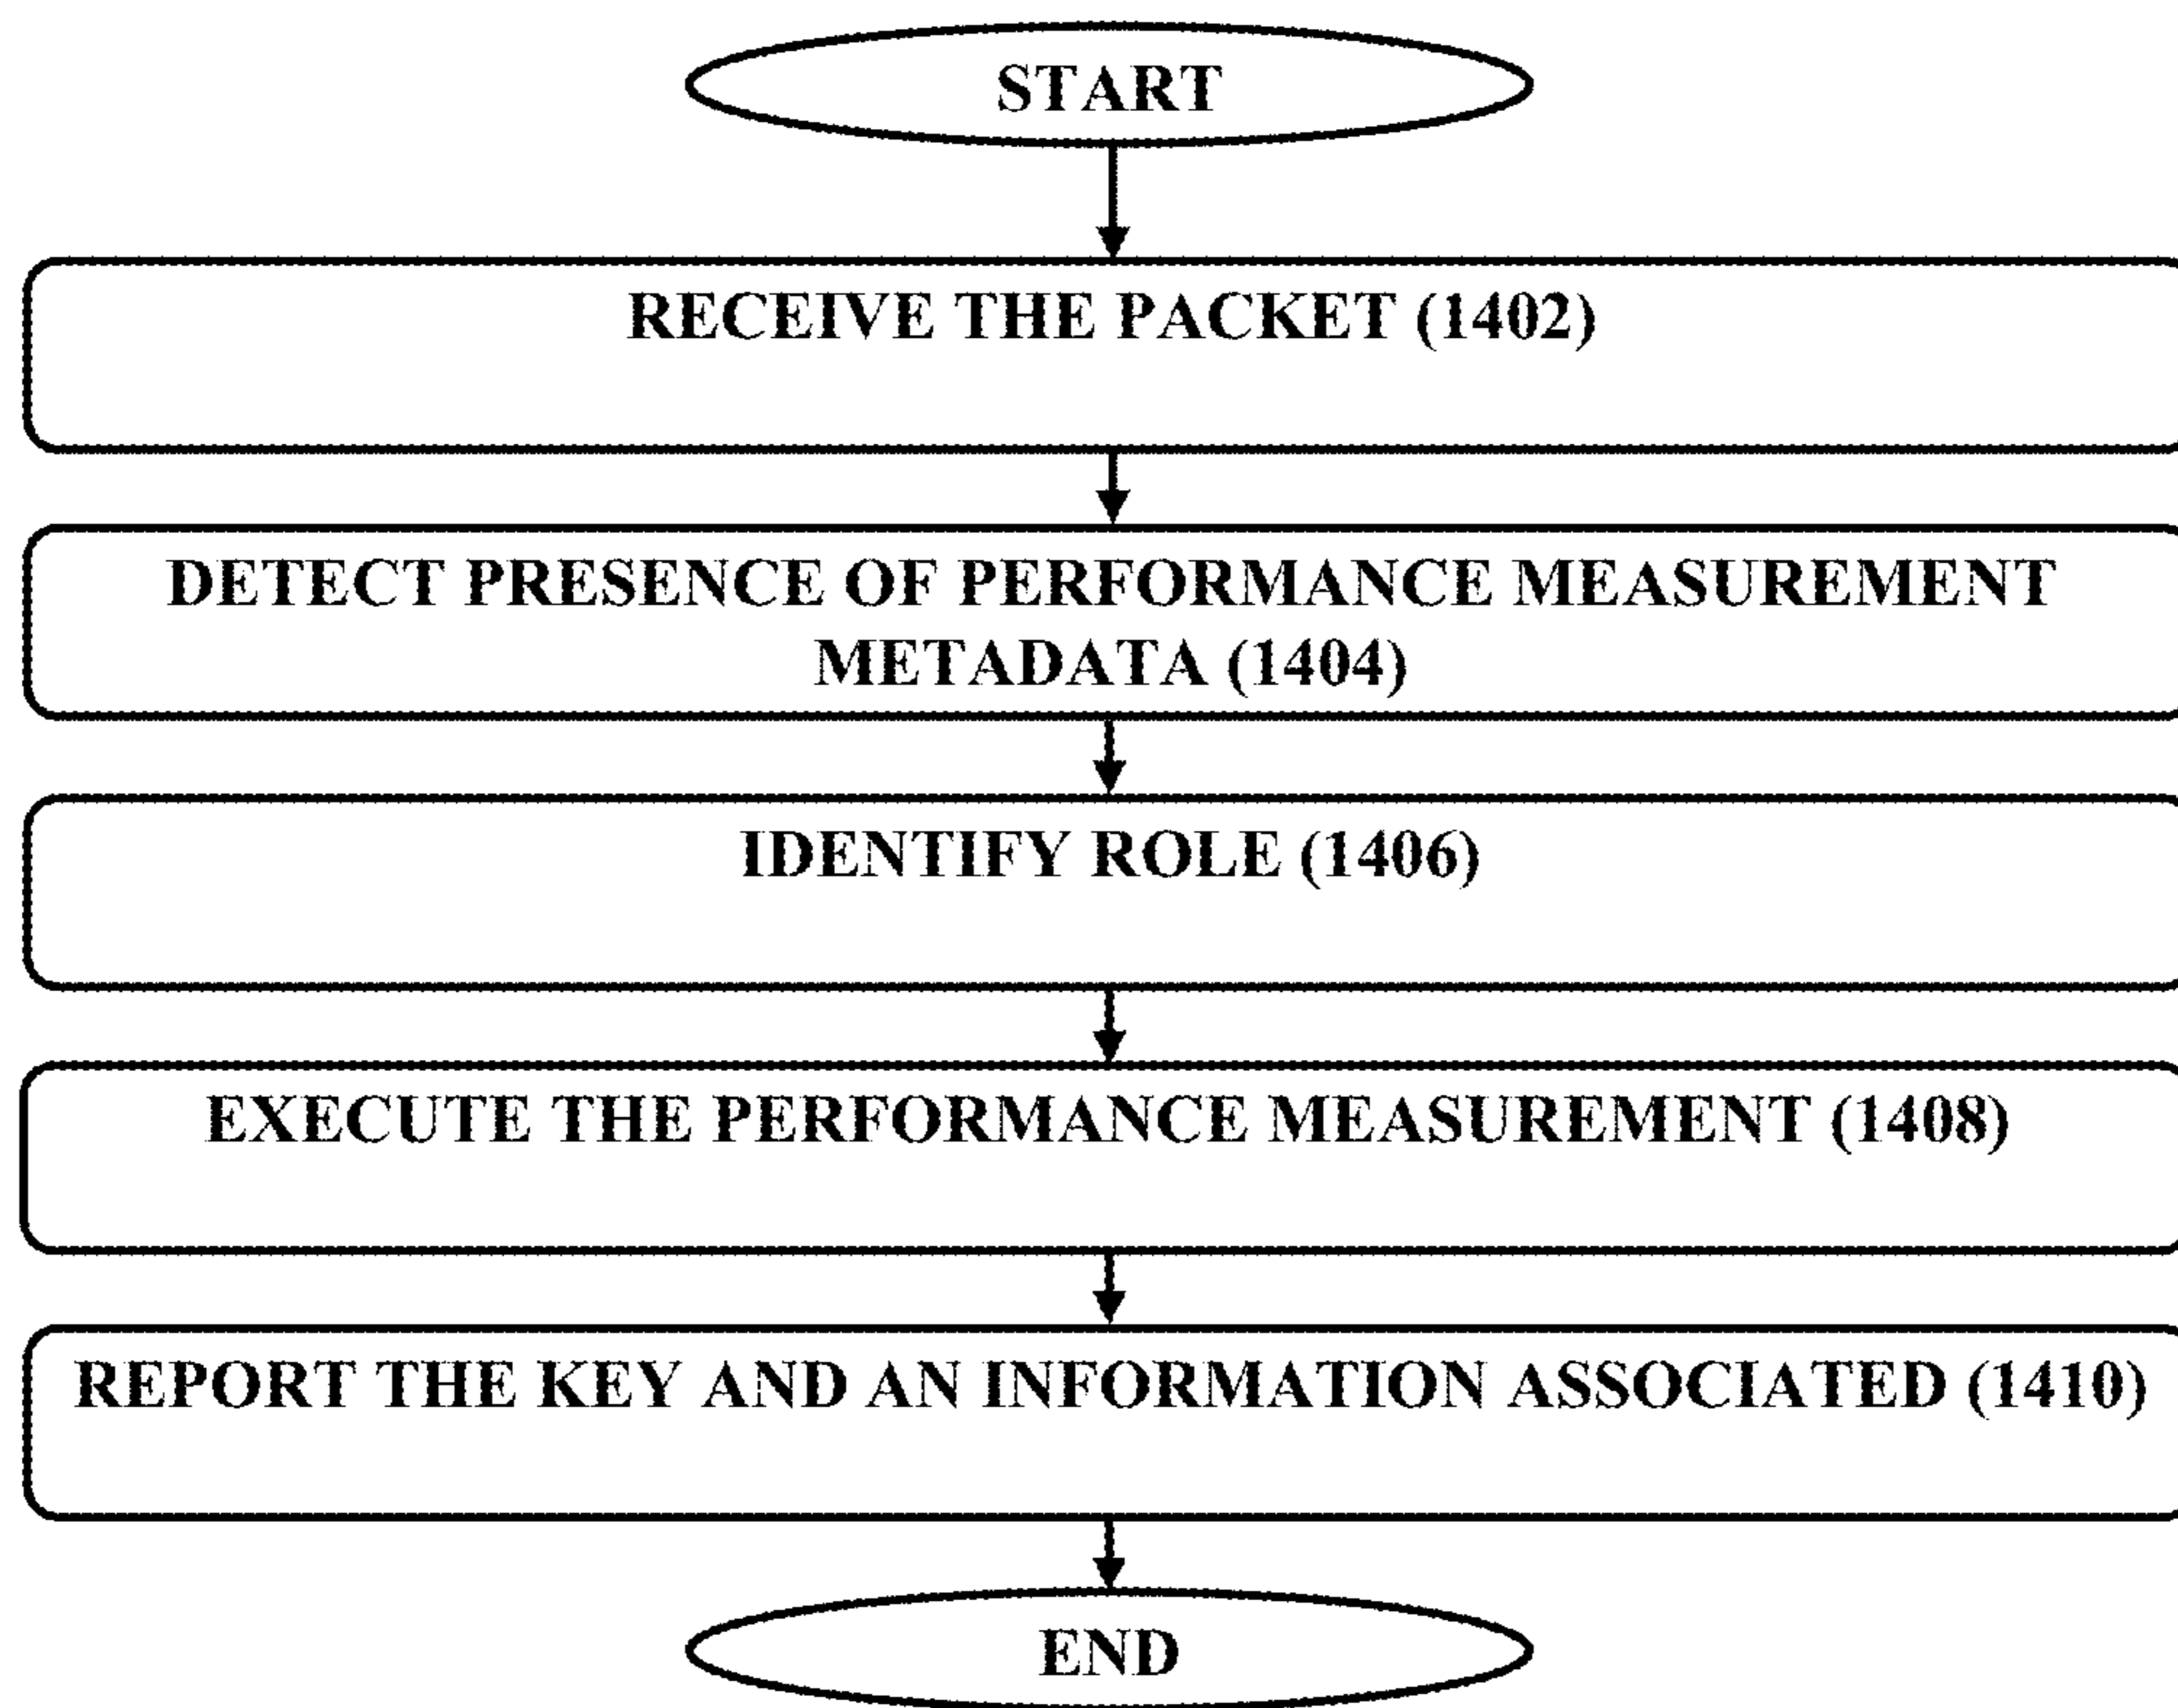 START
RECEIVE THE PACKET (1402)
DETECT PRESENCE OF PERFORMANCE MEASUREMENT
METADATA (1404)
IDENTIFY ROLE (1406)
EXECUTE THE PERFORMANCE MEASUREMENT (1408)
REPORT THE KEY AND AN INFORMATION ASSOCIATED (1410)
END